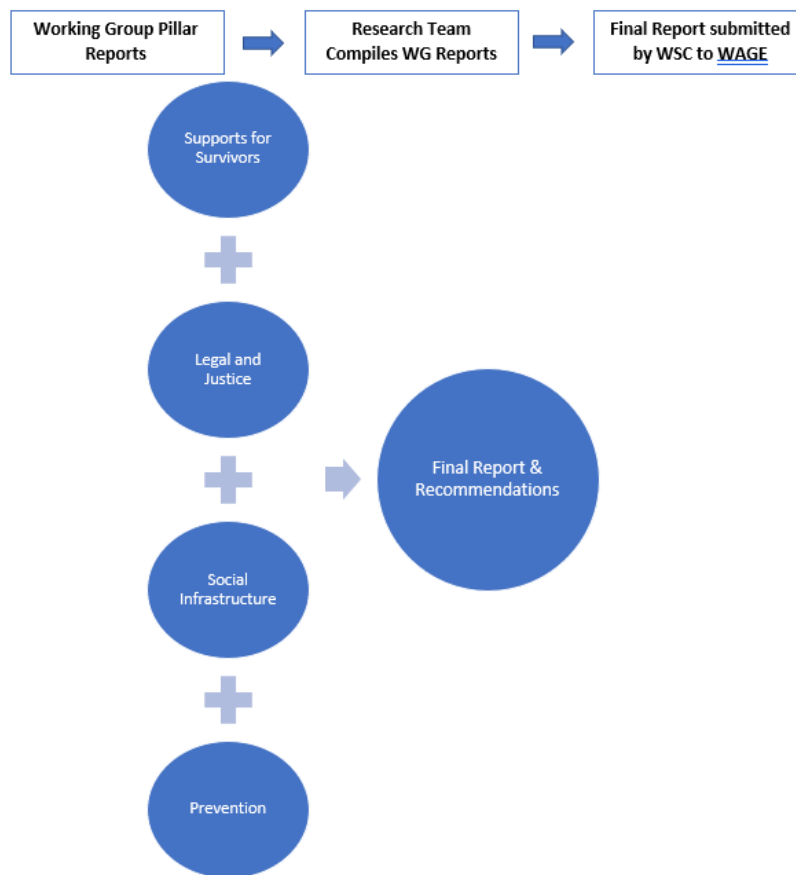 Working Group Pillar
Reports
Research Team
Compiles WG Reports
Final Report submitted
by WSC to WAGE
Supports for
Survivors
Legal and
Justice
Final Report &
Recommendations
Social
Infrastructure
Prevention